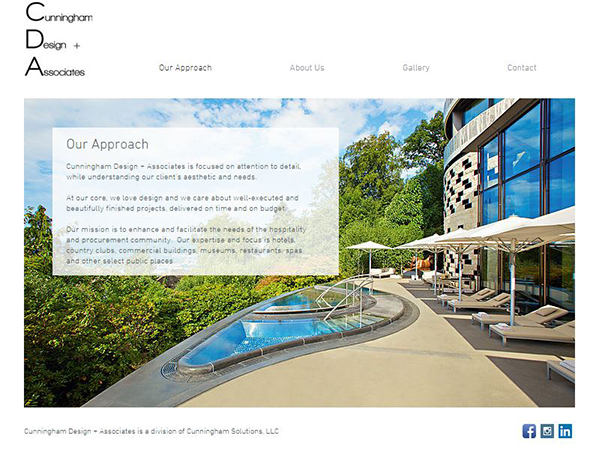 Cunningham
Design +
Associates
Our Approach
About Us
Gallery
Contact
Our Approach
Cunningham Design + Associates is focused on attention to detail,
while understanding our client's aesthetic and needs.
At our core, we love design and we care about well-executed and
beautifully finished projects, delivered on time and on budget.
Our mission is to enhance and facilitate the needs of the hospitality
and procurement community. Our expertise and focus is hotels,
country clubs, commercial buildings, museums, restaurants, spas
and other select public places.
Cunningham Design + Associates is a division of Cunningham Solutions, LLC